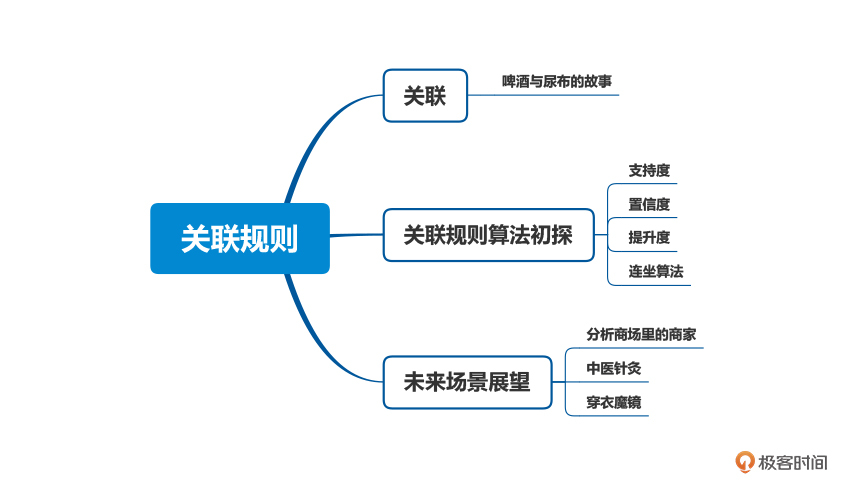 关联规则
关联
啤酒与尿布的故事
关联规则算法初探
支持度
置信度
提升度
连坐算法
未来场景展望
分析商场里的商家
中医针灸
穿衣魔镜
极客时间